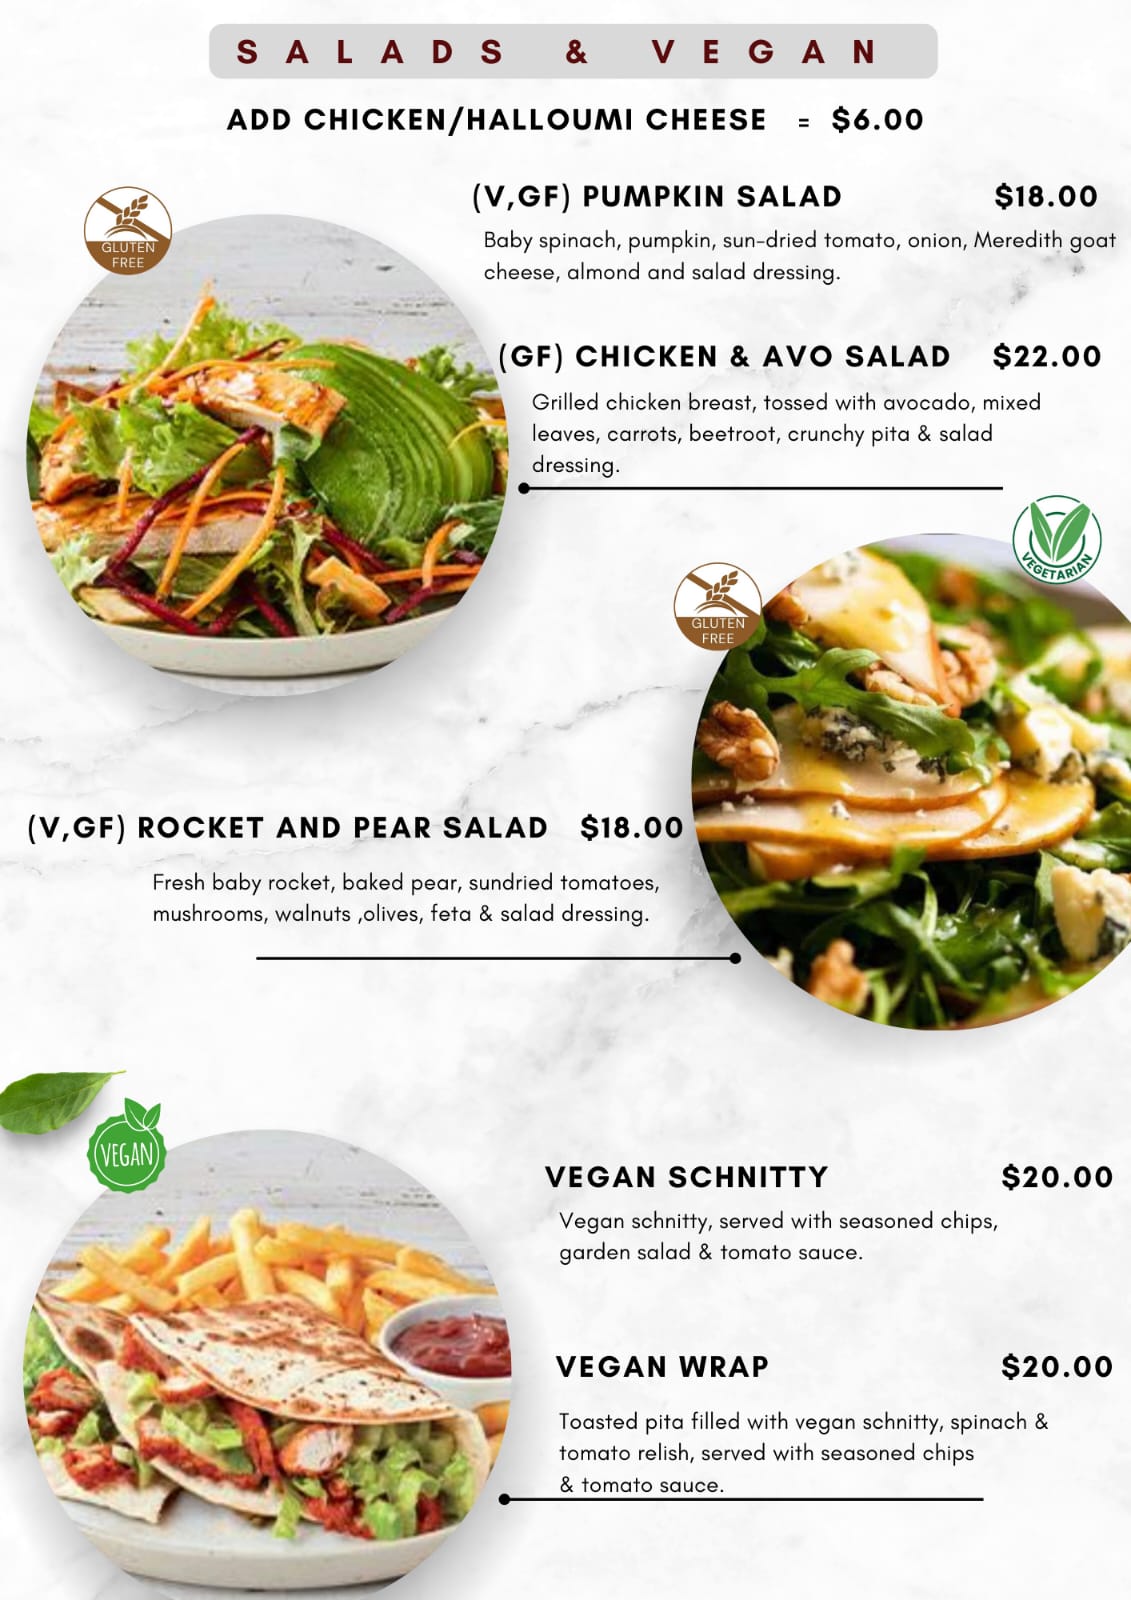 SALADS & VEGAN
ADD CHICKEN/HALLOUMI CHEESE = $6.00
GLUTEN
FREE
(V,GF) PUMPKIN SALAD $18.00
Baby spinach, pumpkin, sun-dried tomato, onion, Meredith goat
cheese, almond and salad dressing.
(GF) CHICKEN & AVO SALAD $22.00
Grilled chicken breast, tossed with avocado, mixed
leaves, carrots, beetroot, crunchy pita & salad
dressing.
VEGETARIAN
GLUTEN
FREE
(V,GF) ROCKET AND PEAR SALAD $18.00
Fresh baby rocket, baked pear, sundried tomatoes,
mushrooms, walnuts ,olives, feta & salad dressing.
VEGAN
VEGAN SCHNITTY $20.00
Vegan schnitty, served with seasoned chips,
garden salad & tomato sauce.
VEGAN WRAP $20.00
Toasted pita filled with vegan schnitty, spinach &
tomato relish, served with seasoned chips
& tomato sauce.